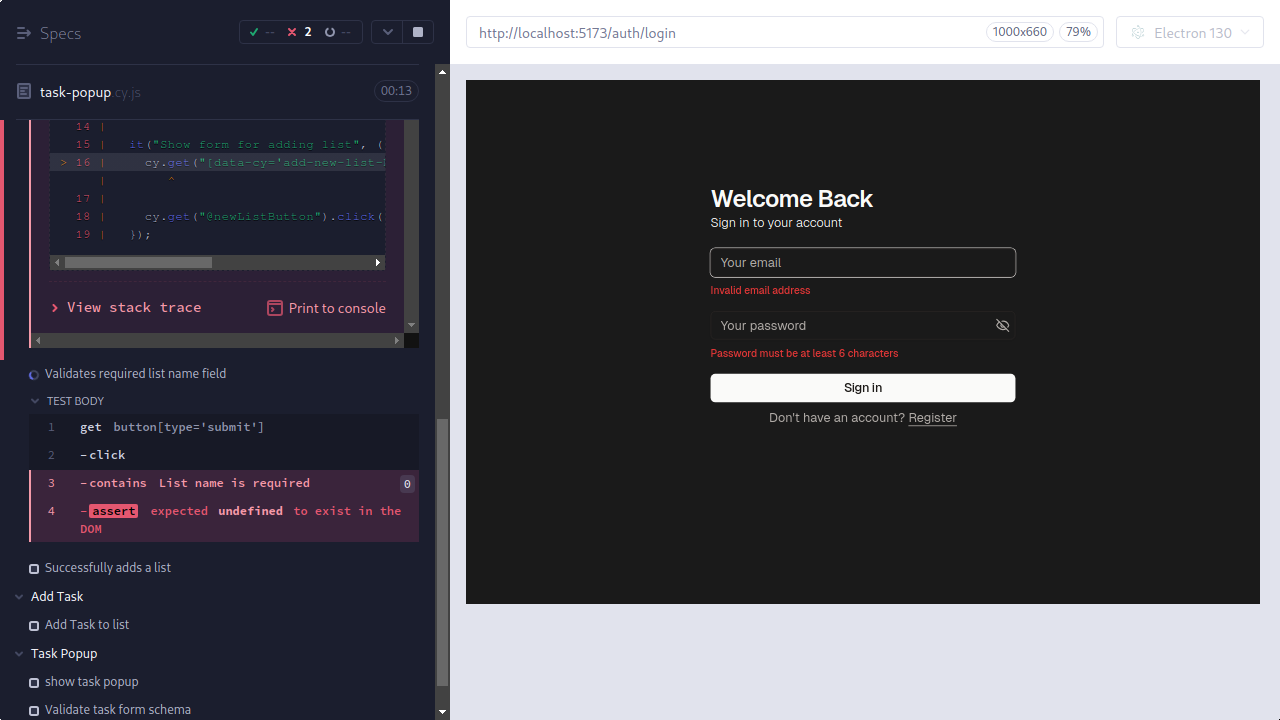 Specs
-- 2 --
task-popup.cy.js
00:13
14 |
15 | it("Show form for adding list", (
> 16 | cy.get("[data-cy='add-new-list-
| ^
17 |
18 | cy.get("@newListButton").click(
19 | });
View stack trace
Print to console
Validates required list name field
TEST BODY
1 get button[type='submit']
2 -click
3 -contains List name is required 0
4 -assert expected undefined to exist in the
DOM
Successfully adds a list
Add Task
Add Task to list
Task Popup
show task popup
Validate task form schema
http://localhost:5173/auth/login
1000x660
79%
Electron 130
Welcome Back
Sign in to your account
Your email
Invalid email address
Your password
Password must be at least 6 characters
Sign in
Don't have an account? Register